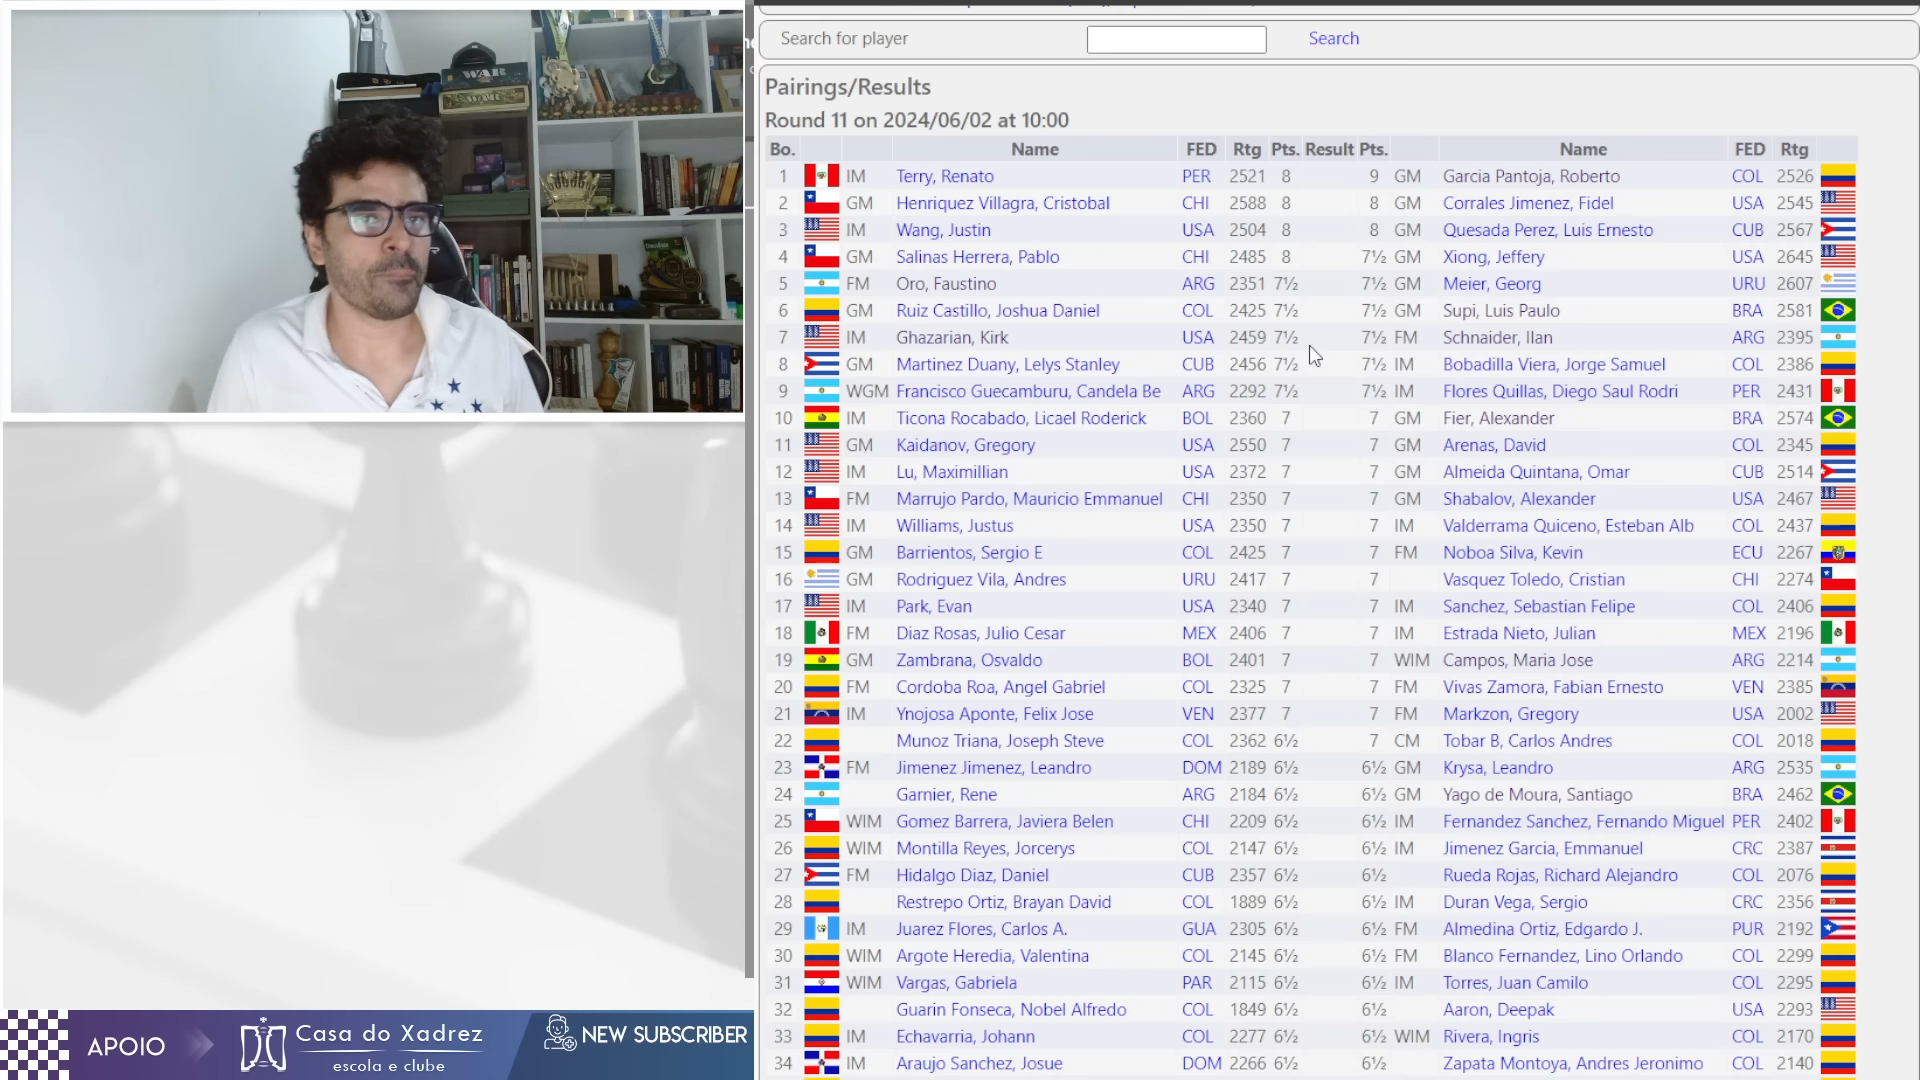 WAR
Search for player Search
Pairings/Results
Round 11 on 2024/06/02 at 10:00
Bo. Name FED Rtg Pts. Result Pts. Name FED Rtg
1 IM Terry, Renato PER 2521 8 9 GM Garcia Pantoja, Roberto COL 2526
2 GM Henriquez Villagra, Cristobal CHI 2588 8 8 GM Corrales Jimenez, Fidel USA 2545
3 IM Wang, Justin USA 2504 8 8 GM Quesada Perez, Luis Ernesto CUB 2567
4 GM Salinas Herrera, Pablo CHI 2485 8 7½ GM Xiong, Jeffery USA 2645
5 FM Oro, Faustino ARG 2351 7½ 7½ GM Meier, Georg URU 2607
6 GM Ruiz Castillo, Joshua Daniel COL 2425 7½ 7½ GM Supi, Luis Paulo BRA 2581
7 IM Ghazarian, Kirk USA 2459 7½ 7½ FM Schnaider, Ilan ARG 2395
8 GM Martinez Duany, Lelys Stanley CUB 2456 7½ 7½ IM Bobadilla Viera, Jorge Samuel COL 2386
9 WGM Francisco Guecamburu, Candela Be ARG 2292 7½ 7½ IM Flores Quillas, Diego Saul Rodri PER 2431
10 IM Ticona Rocabado, Licael Roderick BOL 2360 7 7 GM Fier, Alexander BRA 2574
11 GM Kaidanov, Gregory USA 2550 7 7 GM Arenas, David COL 2345
12 IM Lu, Maximillian USA 2372 7 7 GM Almeida Quintana, Omar CUB 2514
13 FM Marrujo Pardo, Mauricio Emmanuel CHI 2350 7 7 GM Shabalov, Alexander USA 2467
14 IM Williams, Justus USA 2350 7 7 IM Valderrama Quiceno, Esteban Alb COL 2437
15 GM Barrientos, Sergio E COL 2425 7 7 FM Noboa Silva, Kevin ECU 2267
16 GM Rodriguez Vila, Andres URU 2417 7 7 Vasquez Toledo, Cristian CHI 2274
17 IM Park, Evan USA 2340 7 7 IM Sanchez, Sebastian Felipe COL 2406
18 FM Diaz Rosas, Julio Cesar MEX 2406 7 7 IM Estrada Nieto, Julian MEX 2196
19 GM Zambrana, Osvaldo BOL 2401 7 7 WIM Campos, Maria Jose ARG 2214
20 FM Cordoba Roa, Angel Gabriel COL 2325 7 7 FM Vivas Zamora, Fabian Ernesto VEN 2385
21 IM Ynojosa Aponte, Felix Jose VEN 2377 7 7 FM Markzon, Gregory USA 2002
22 Munoz Triana, Joseph Steve COL 2362 6½ 7 CM Tobar B, Carlos Andres COL 2018
23 FM Jimenez Jimenez, Leandro DOM 2189 6½ 6½ GM Krysa, Leandro ARG 2535
24 Garnier, Rene ARG 2184 6½ 6½ GM Yago de Moura, Santiago BRA 2462
25 WIM Gomez Barrera, Javiera Belen CHI 2209 6½ 6½ IM Fernandez Sanchez, Fernando Miguel PER 2402
26 WIM Montilla Reyes, Jorcerys COL 2147 6½ 6½ IM Jimenez Garcia, Emmanuel CRC 2387
27 FM Hidalgo Diaz, Daniel CUB 2357 6½ 6½ Rueda Rojas, Richard Alejandro COL 2076
28 Restrepo Ortiz, Brayan David COL 1889 6½ 6½ IM Duran Vega, Sergio CRC 2356
29 IM Juarez Flores, Carlos A. GUA 2305 6½ 6½ FM Almedina Ortiz, Edgardo J. PUR 2192
30 WIM Argote Heredia, Valentina COL 2145 6½ 6½ FM Blanco Fernandez, Lino Orlando COL 2299
31 WIM Vargas, Gabriela PAR 2115 6½ 6½ IM Torres, Juan Camilo COL 2295
32 Guarin Fonseca, Nobel Alfredo COL 1849 6½ 6½ Aaron, Deepak USA 2293
33 IM Echavarria, Johann COL 2277 6½ 6½ WIM Rivera, Ingris COL 2170
34 IM Araujo Sanchez, Josue DOM 2266 6½ 6½ Zapata Montoya, Andres Jeronimo COL 2140
APOIO
Casa do Xadrez
escola e clube
NEW SUBSCRIBER